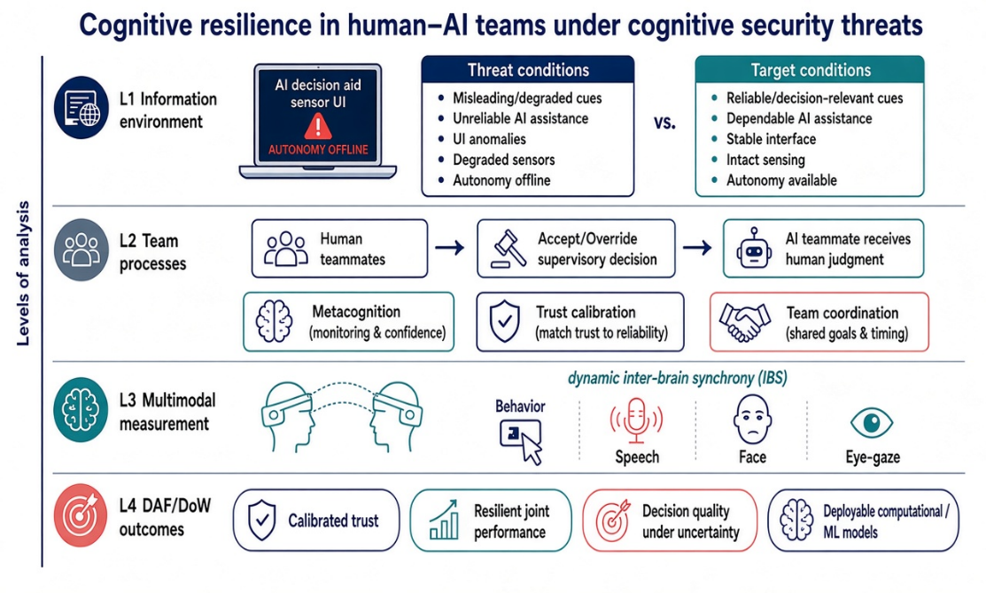 Cognitive resilience in human–AI teams under cognitive security threats
Levels of analysis
L1 Information
environment
AI decision aid
sensor UI
AUTONOMY OFFLINE
Threat conditions
• Misleading/degraded cues
• Unreliable AI assistance
• UI anomalies
• Degraded sensors
• Autonomy offline
vs.
Target conditions
• Reliable/decision-relevant cues
• Dependable AI assistance
• Stable interface
• Intact sensing
• Autonomy available
L2 Team
processes
Human
teammates
Accept/Override
supervisory decision
AI teammate receives
human judgment
Metacognition
(monitoring & confidence)
Trust calibration
(match trust to reliability)
Team coordination
(shared goals & timing)
L3 Multimodal
measurement
dynamic inter-brain synchrony (IBS)
Behavior
Speech
Face
Eye-gaze
L4 DAF/DoW
outcomes
Calibrated trust
Resilient joint
performance
Decision quality
under uncertainty
Deployable computational /
ML models